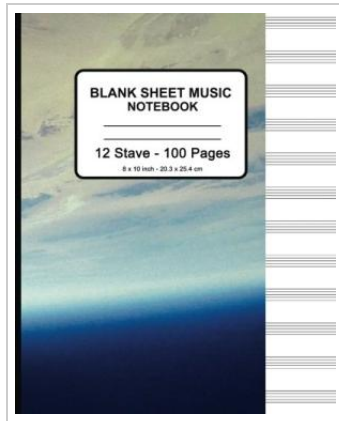 BLANK SHEET MUSIC
NOTEBOOK
12 Stave - 100 Pages
8 x 10 inch - 20.3 x 25.4 cm